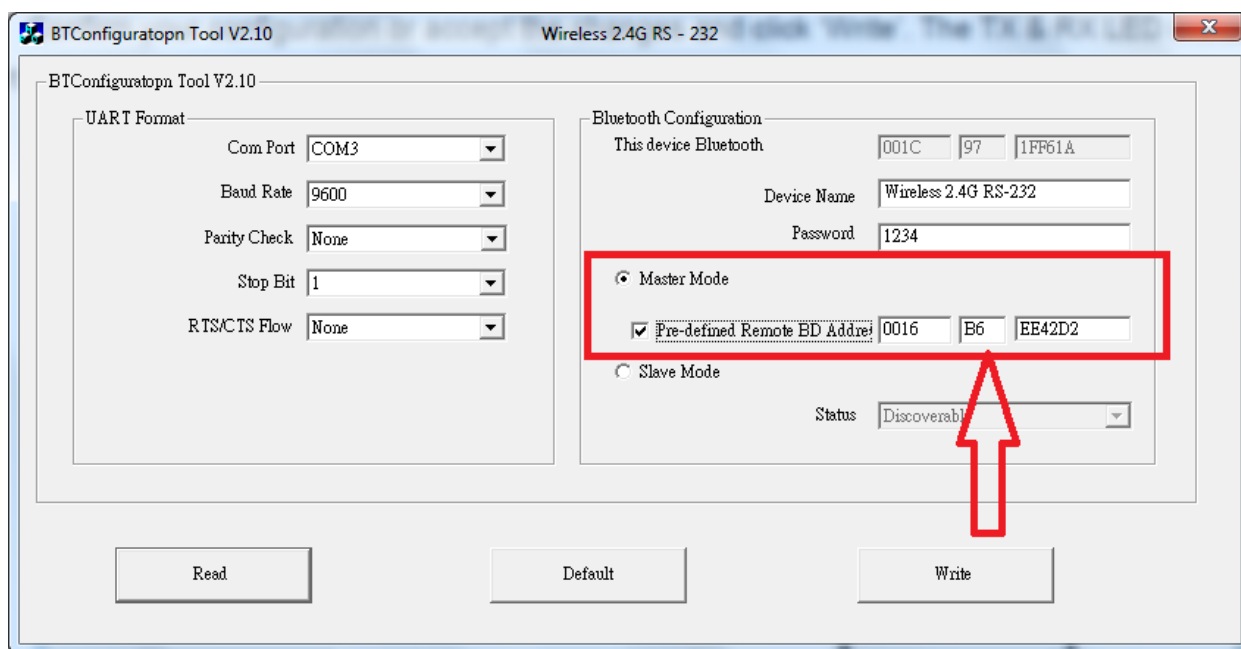 BTConfiguratopn Tool V2.10 Wireless 2.4G RS - 232
BTConfiguratopn Tool V2.10
UART Format
Com Port COM3
Baud Rate 9600
Parity Check None
Stop Bit 1
RTS/CTS Flow None
Bluetooth Configuration
This device Bluetooth 001C 97 1FF61A
Device Name Wireless 2.4G RS-232
Password 1234
Master Mode
Pre-defined Remote BD Addre 0016 B6 EE42D2
Slave Mode
Status Discoverabl
Read Default Write